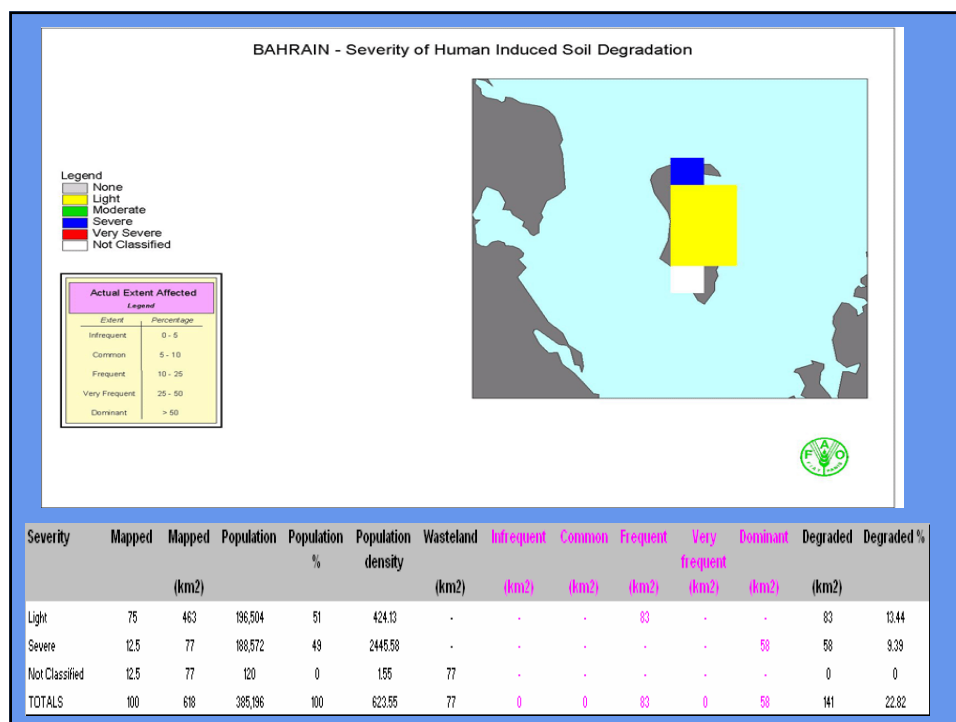 BAHRAIN - Severity of Human Induced Soil Degradation
Legend
None
Light
Moderate
Severe
Very Severe
Not Classified
Actual Extent Affected
Legend
Extent Percentage
Infrequent 0 - 5
Common 5 - 10
Frequent 10 - 25
Very Frequent 25 - 50
Dominant > 50
F A O
Severity Mapped Mapped Population Population Population Wasteland Infrequent Common Frequent Very Dominant Degraded Degraded %
% density frequent
(km2) (km2) (km2) (km2) (km2) (km2) (km2) (km2)
Light 75 463 196,504 51 424.13 - - - 83 - - 83 13.44
Severe 12.5 77 188,572 49 2445.58 - - - - - 58 58 9.39
Not Classified 12.5 77 120 0 1.55 77 - - - - - 0 0
TOTALS 100 618 385,196 100 623.55 77 0 0 83 0 58 141 22.82